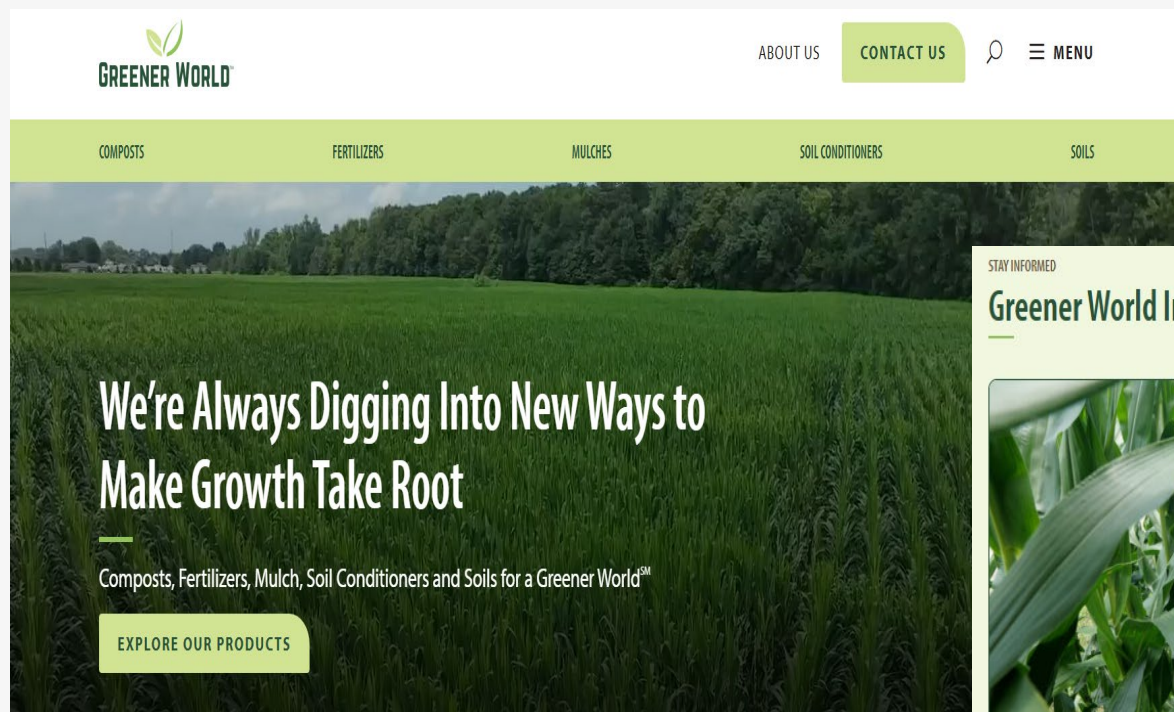 GREENER WORLD™
ABOUT US
CONTACT US
MENU
COMPOSTS
FERTILIZERS
MULCHES
SOIL CONDITIONERS
SOILS
We're Always Digging Into New Ways to
Make Growth Take Root
Composts, Fertilizers, Mulch, Soil Conditioners and Soils for a Greener World℠
EXPLORE OUR PRODUCTS
STAY INFORMED
Greener World